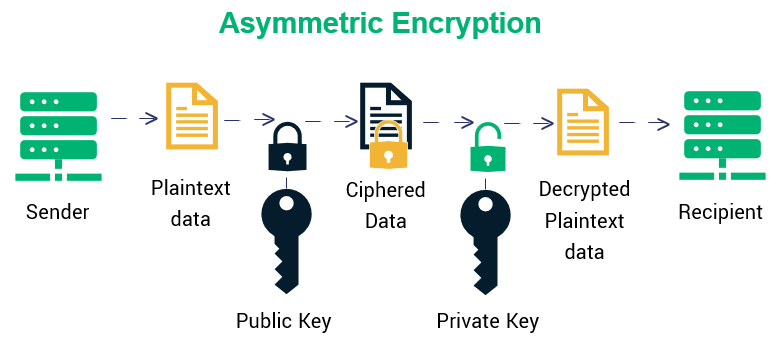 Asymmetric Encryption
Sender
Plaintext
data
Public Key
Ciphered
Data
Private Key
Decrypted
Plaintext
data
Recipient